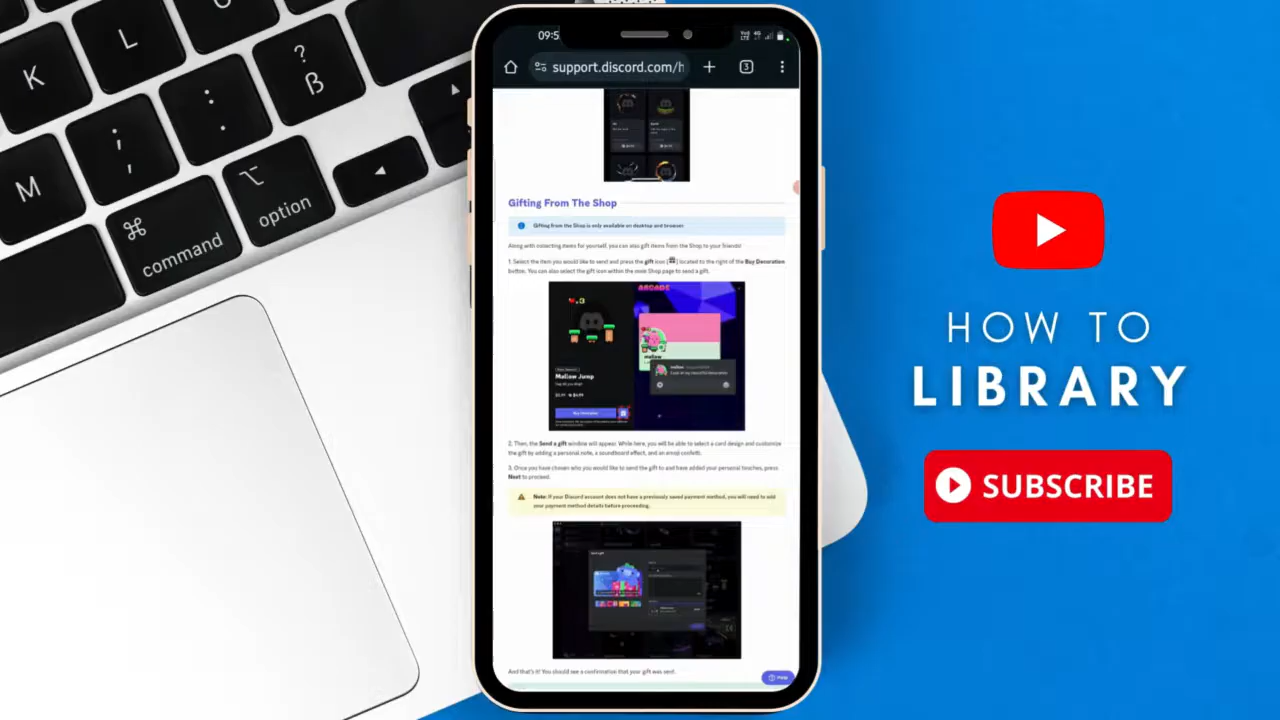 K
L
?
ß
:
;
.
,
M
⌘
command
⌥
option
09:5
support.discord.com/h
3
Gifting From The Shop
Gifting from the Shop is only available on desktop and browser.
Along with collecting items for yourself, you can also gift items from the Shop to your friends!
1. Select the item you would like to send and press the gift icon [ ] located to the right of the Buy Decoration
button. You can also select the gift icon within the main Shop page to send a gift.
ARCADE
Mallow Jump
mallow
2. Then, the Send a gift window will appear. While here, you will be able to select a card design and customize
the gift by adding a personal note, a soundboard effect, and an emoji confetti.
3. Once you have chosen who you would like to send the gift to and have added your personal touches, press
Next to proceed.
Note: If your Discord account does not have a previously saved payment method, you will need to add
your payment method details before proceeding.
And that's it! You should see a confirmation that your gift was sent.
Help
HOW TO
LIBRARY
SUBSCRIBE